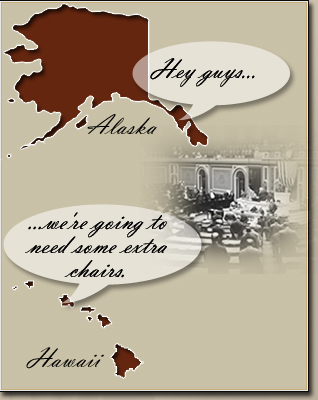 Hey guys...
Alaska
...we're going to
need some extra
chairs.
Hawaii